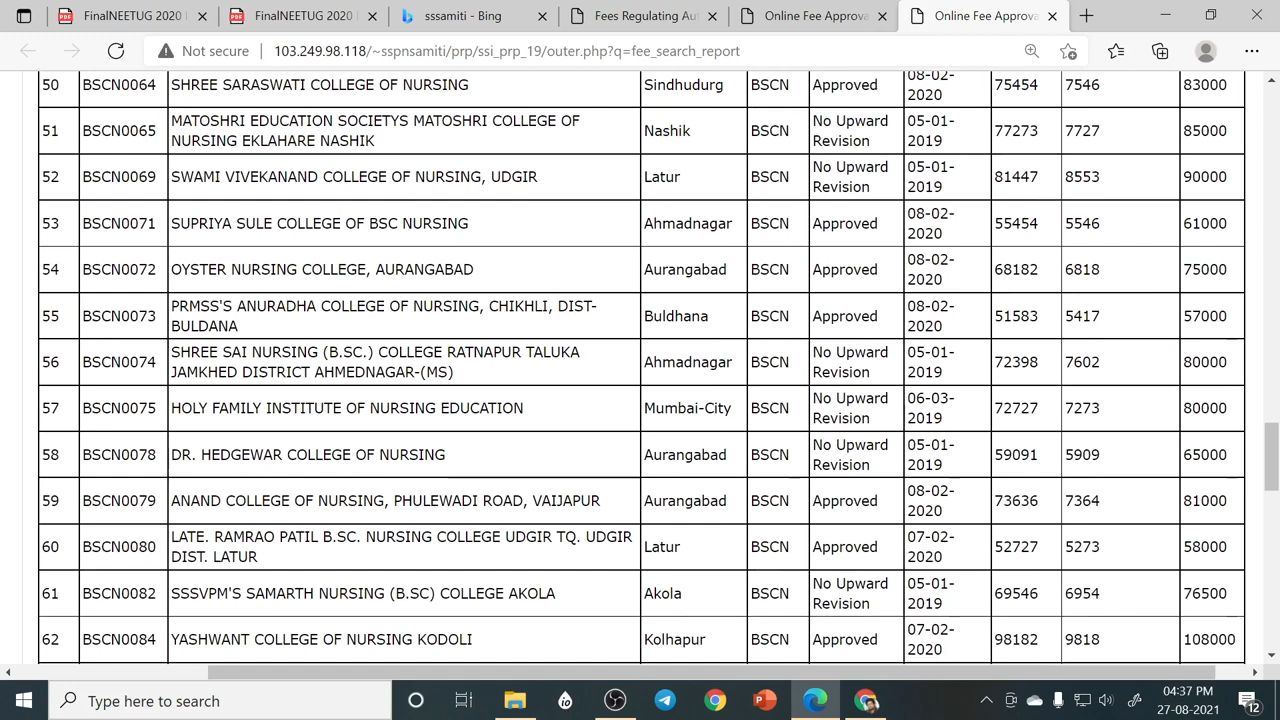 FinalNEETUG 2020 I
FinalNEETUG 2020 I
sssamiti - Bing
Fees Regulating Au
Online Fee Approva
Online Fee Approva
Not secure
103.249.98.118/~sspnsamiti/prp/ssi_prp_19/outer.php?q=fee_search_report
50 BSCN0064 SHREE SARASWATI COLLEGE OF NURSING Sindhudurg BSCN Approved 08-02-
2020 75454 7546 83000
51 BSCN0065 MATOSHRI EDUCATION SOCIETYS MATOSHRI COLLEGE OF
NURSING EKLAHARE NASHIK Nashik BSCN No Upward
Revision 05-01-
2019 77273 7727 85000
52 BSCN0069 SWAMI VIVEKANAND COLLEGE OF NURSING, UDGIR Latur BSCN No Upward
Revision 05-01-
2019 81447 8553 90000
53 BSCN0071 SUPRIYA SULE COLLEGE OF BSC NURSING Ahmadnagar BSCN Approved 08-02-
2020 55454 5546 61000
54 BSCN0072 OYSTER NURSING COLLEGE, AURANGABAD Aurangabad BSCN Approved 08-02-
2020 68182 6818 75000
55 BSCN0073 PRMSS'S ANURADHA COLLEGE OF NURSING, CHIKHLI, DIST-
BULDANA Buldhana BSCN Approved 08-02-
2020 51583 5417 57000
56 BSCN0074 SHREE SAI NURSING (B.SC.) COLLEGE RATNAPUR TALUKA
JAMKHED DISTRICT AHMEDNAGAR-(MS) Ahmadnagar BSCN No Upward
Revision 05-01-
2019 72398 7602 80000
57 BSCN0075 HOLY FAMILY INSTITUTE OF NURSING EDUCATION Mumbai-City BSCN No Upward
Revision 06-03-
2019 72727 7273 80000
58 BSCN0078 DR. HEDGEWAR COLLEGE OF NURSING Aurangabad BSCN No Upward
Revision 05-01-
2019 59091 5909 65000
59 BSCN0079 ANAND COLLEGE OF NURSING, PHULEWADI ROAD, VAIJAPUR Aurangabad BSCN Approved 08-02-
2020 73636 7364 81000
60 BSCN0080 LATE. RAMRAO PATIL B.SC. NURSING COLLEGE UDGIR TQ. UDGIR
DIST. LATUR Latur BSCN Approved 07-02-
2020 52727 5273 58000
61 BSCN0082 SSSVPM'S SAMARTH NURSING (B.SC) COLLEGE AKOLA Akola BSCN No Upward
Revision 05-01-
2019 69546 6954 76500
62 BSCN0084 YASHWANT COLLEGE OF NURSING KODOLI Kolhapur BSCN Approved 07-02-
2020 98182 9818 108000
Type here to search
04:37 PM
27-08-2021
12